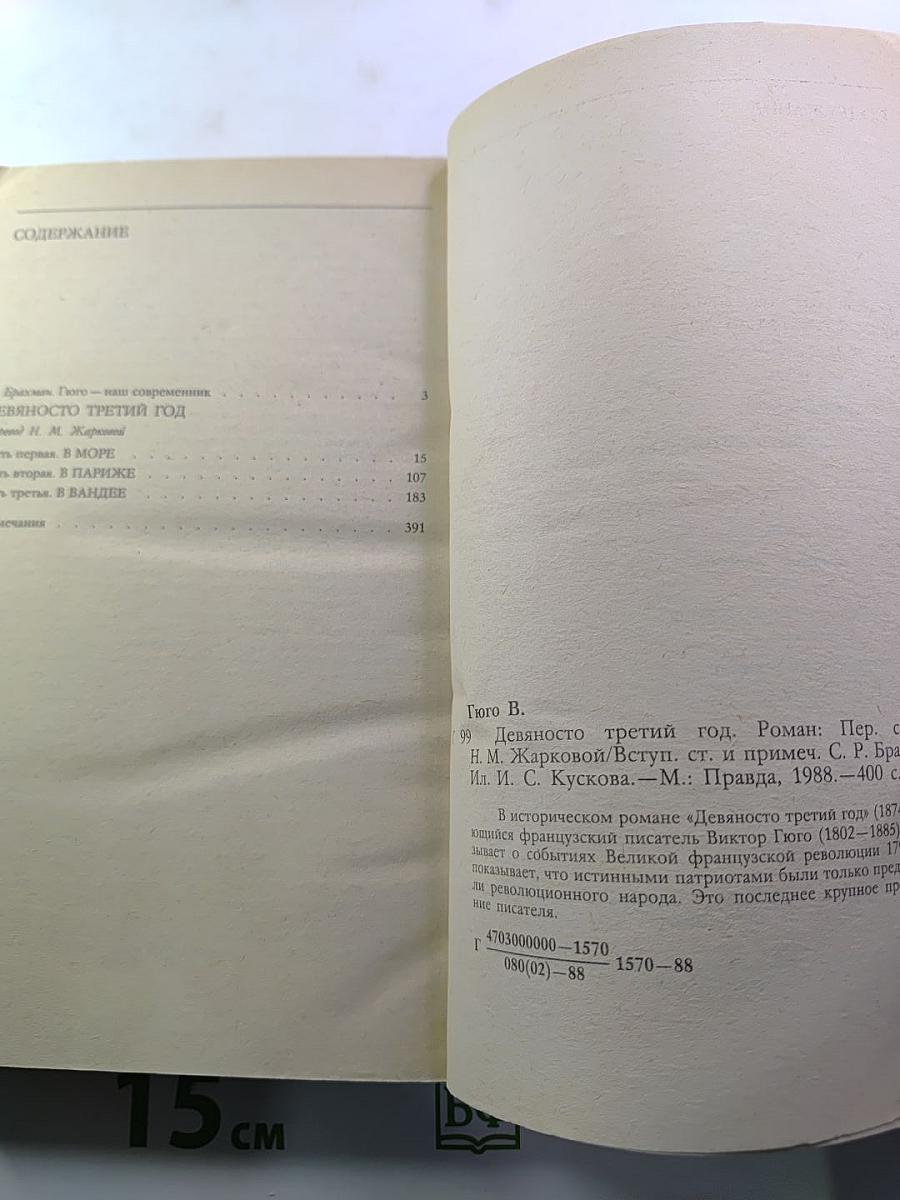 СОДЕРЖАНИЕ
Брахман. Гюго — наш современник . . . . . . . . . . . 3
ЕВЯНОСТО ТРЕТИЙ ГОД
ревод Н. М. Жарковой
ть первая. В МОРЕ . . . . . . . . . . . . . . . 15
ть вторая. В ПАРИЖЕ . . . . . . . . . . . . . . 107
ь третья. В ВАНДЕЕ . . . . . . . . . . . . . . 183
мечания . . . . . . . . . . . . . . . . . . . 391
Гюго В.
99 Девяносто третий год. Роман: Пер. с
Н. М. Жарковой/Вступ. ст. и примеч. С. Р. Бра
Ил. И. С. Кускова.—М.: Правда, 1988.—400 с.
В историческом романе «Девяносто третий год» (187
ющийся французский писатель Виктор Гюго (1802—1885)
зывает о событиях Великой французской революции 17
показывает, что истинными патриотами были только пред
ли революционного народа. Это последнее крупное пр
ние писателя.
Г 4703000000—1570
080(02)—88 1570—88
15 см
БФ